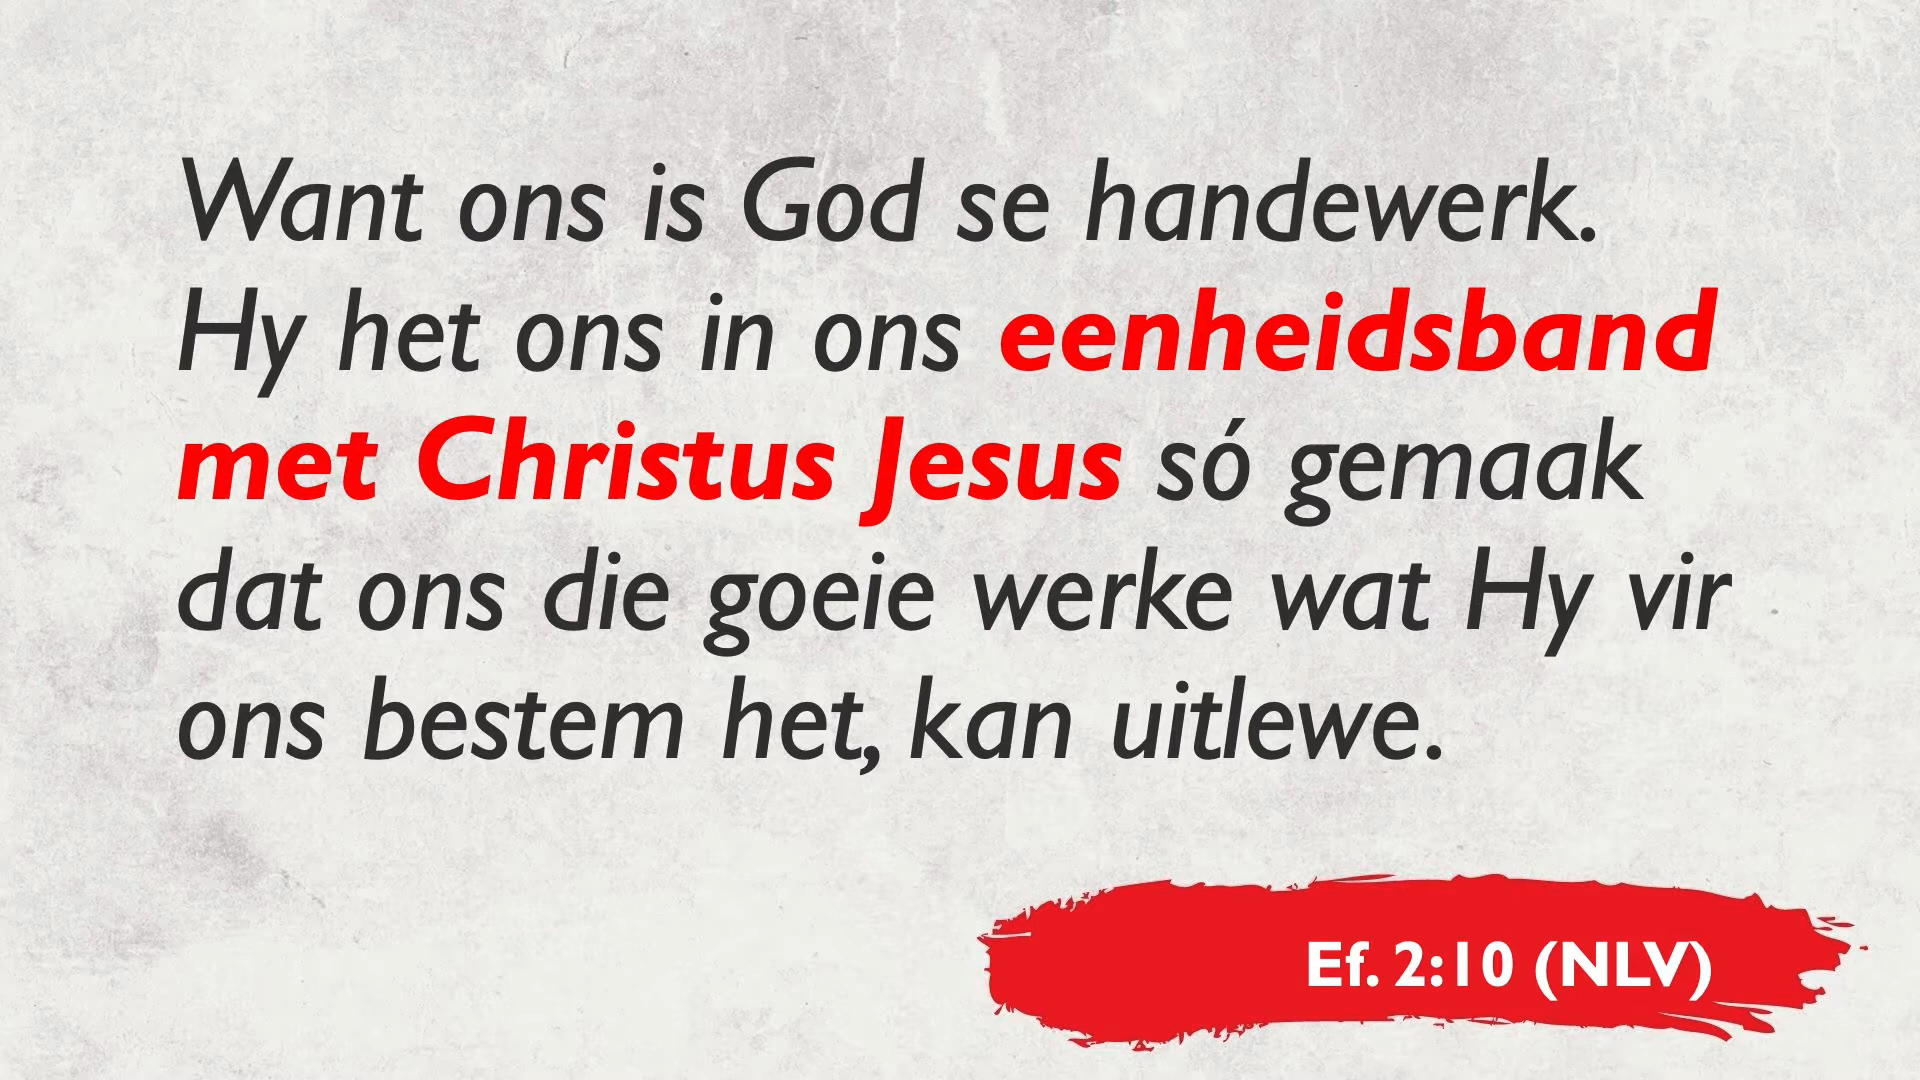 Want ons is God se handewerk.
Hy het ons in ons eenheidsband
met Christus Jesus só gemaak
dat ons die goeie werke wat Hy vir
ons bestem het, kan uitlewe.
Ef. 2:10 (NLV)